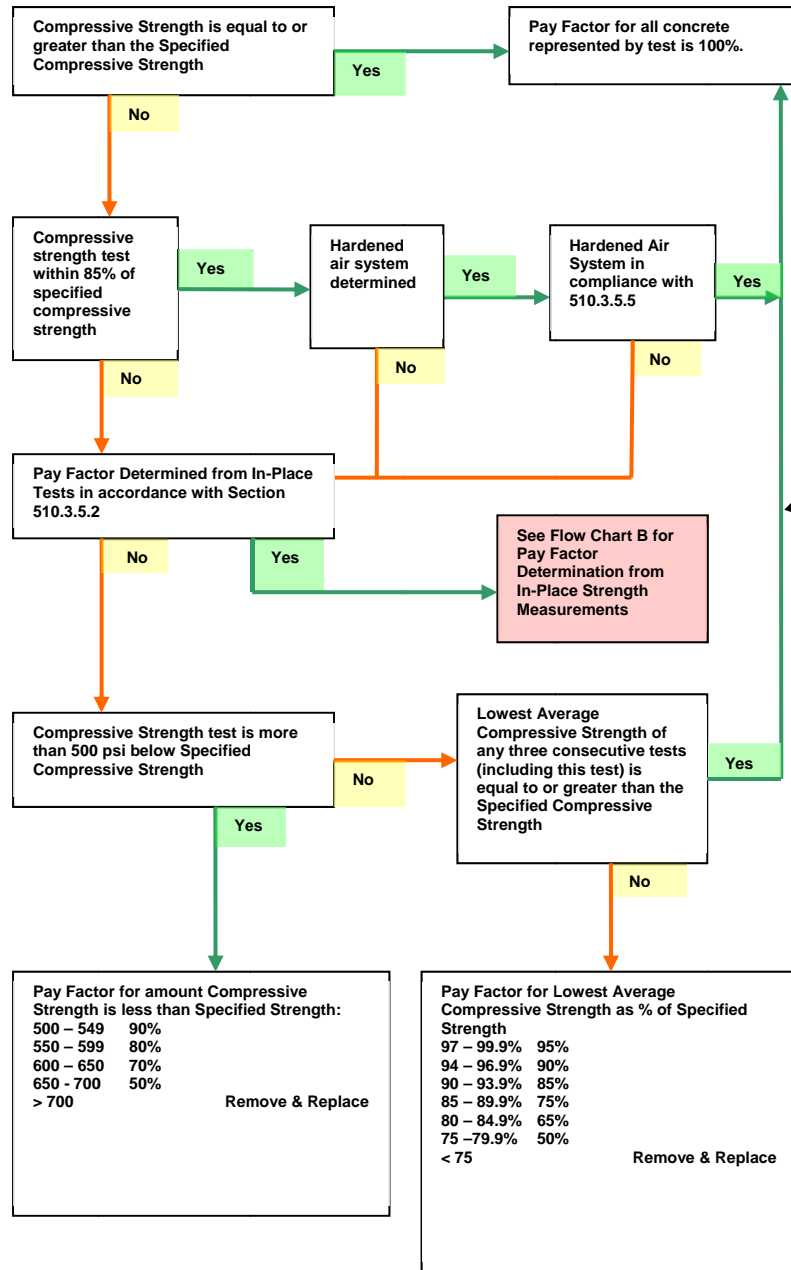 Compressive Strength is equal to or
greater than the Specified
Compressive Strength
Yes
Pay Factor for all concrete
represented by test is 100%.
No
Compressive
strength test
within 85% of
specified
compressive
strength
Yes
Hardened
air system
determined
Yes
Hardened Air
System in
compliance with
510.3.5.5
Yes
No
No
No
Pay Factor Determined from In-Place
Tests in accordance with Section
510.3.5.2
No
Yes
See Flow Chart B for
Pay Factor
Determination from
In-Place Strength
Measurements
Compressive Strength test is more
than 500 psi below Specified
Compressive Strength
No
Yes
Lowest Average
Compressive Strength of
any three consecutive tests
(including this test) is
equal to or greater than the
Specified Compressive
Strength
Yes
No
Pay Factor for amount Compressive
Strength is less than Specified Strength:
500 – 549 90%
550 – 599 80%
600 – 650 70%
650 - 700 50%
> 700 Remove & Replace
Pay Factor for Lowest Average
Compressive Strength as % of Specified
Strength
97 – 99.9% 95%
94 – 96.9% 90%
90 – 93.9% 85%
85 – 89.9% 75%
80 – 84.9% 65%
75 –79.9% 50%
< 75 Remove & Replace